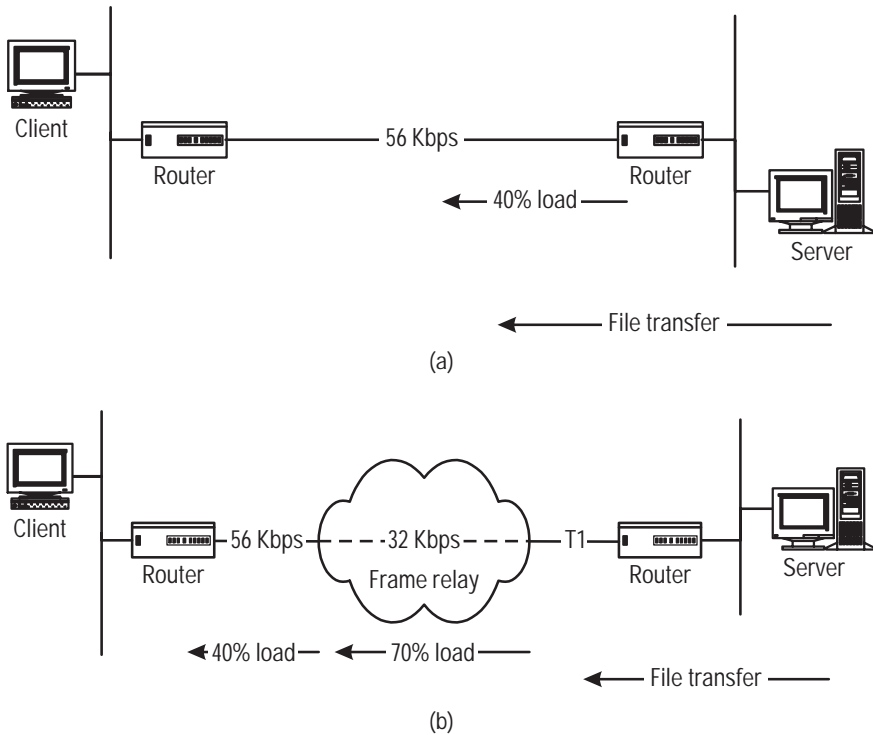 Client
56 Kbps
Router
Router
40% load
Server
File transfer
(a)
Client
56 Kbps
32 Kbps
T1
Router
Frame relay
Router
Server
40% load
70% load
File transfer
(b)